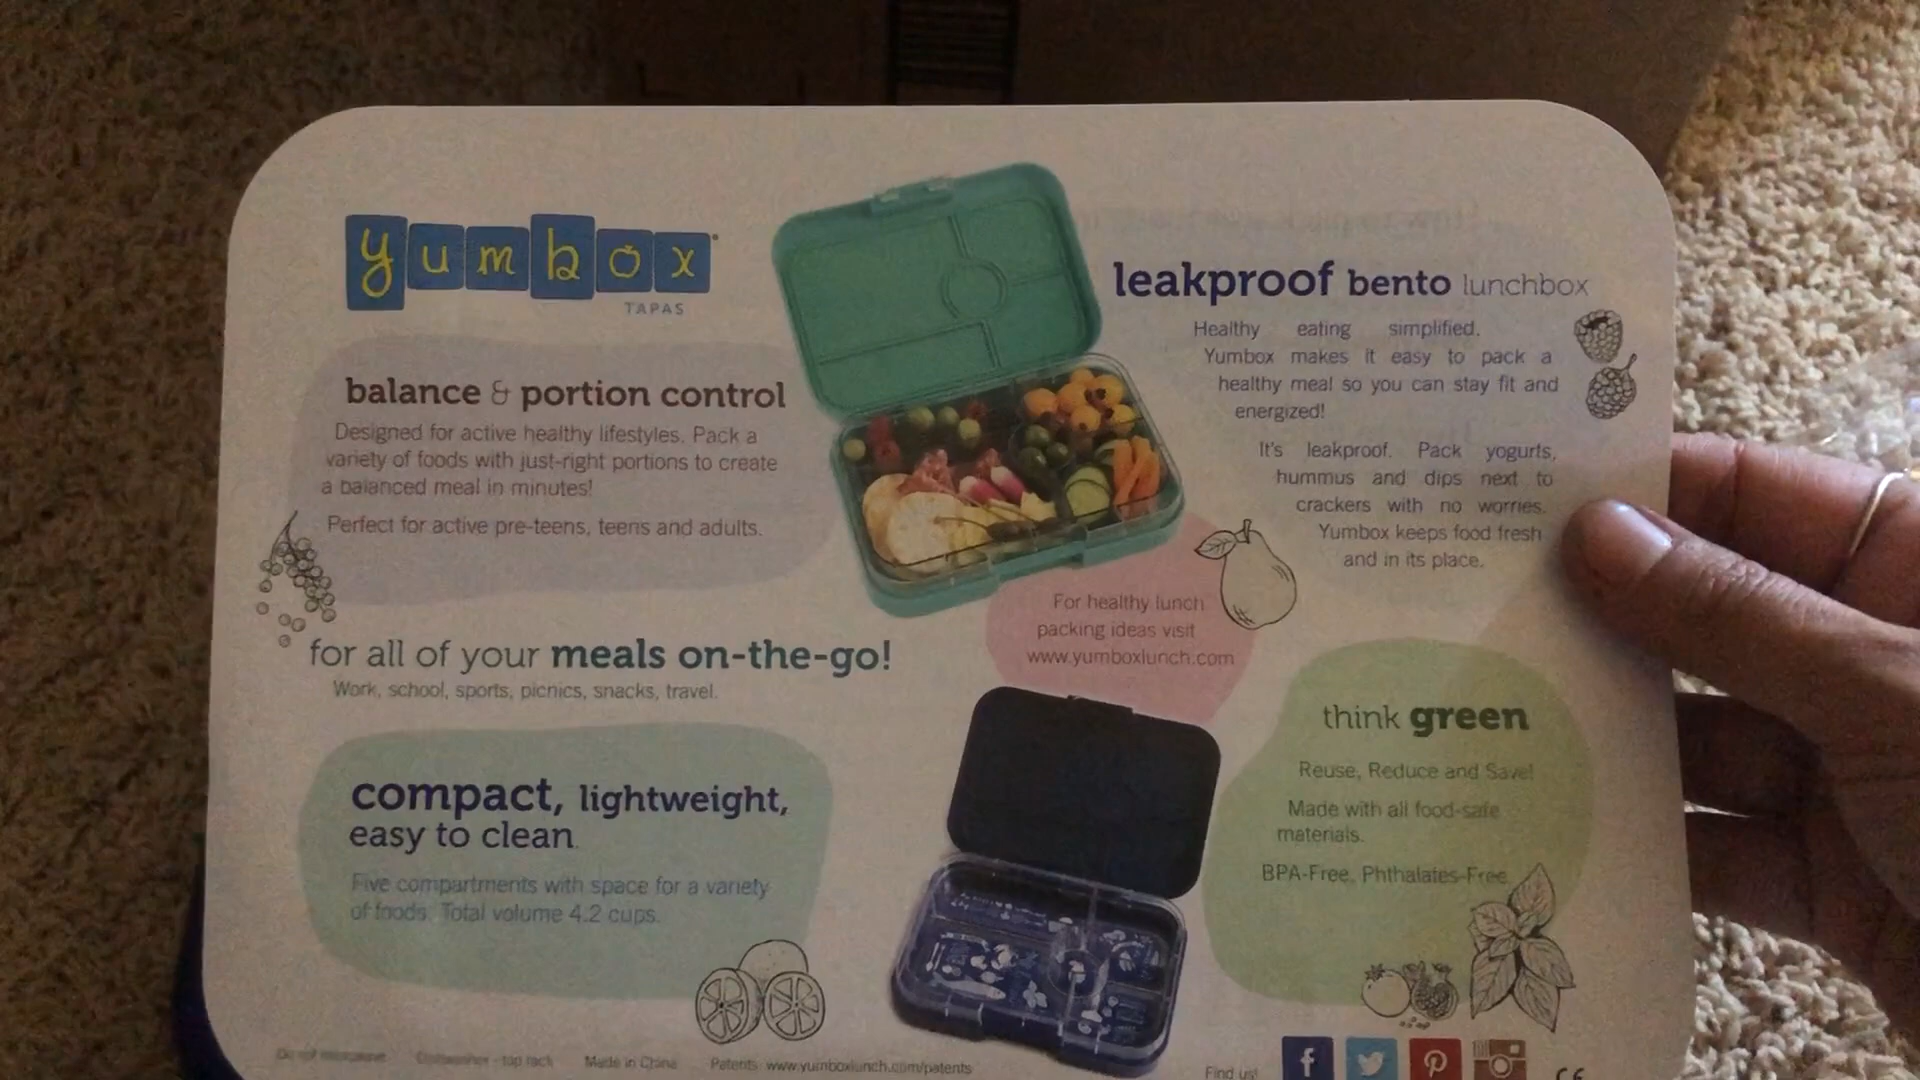 yumbox
TAPAS
balance & portion control
Designed for active healthy lifestyles. Pack a
variety of foods with just-right portions to create
a balanced meal in minutes!
Perfect for active pre-teens, teens and adults.
leakproof bento lunchbox
Healthy eating simplified.
Yumbox makes it easy to pack a
healthy meal so you can stay fit and
energized!
It's leakproof. Pack yogurts,
hummus and dips next to
crackers with no worries.
Yumbox keeps food fresh
and in its place.
For healthy lunch
packing ideas visit
www.yumboxlunch.com
for all of your meals on-the-go!
Work, school, sports, picnics, snacks, travel.
compact, lightweight,
easy to clean.
Five compartments with space for a variety
of foods. Total volume 4.2 cups.
think green
Reuse, Reduce and Save!
Made with all food-safe
materials.
BPA-Free, Phthalates-Free
Do not microwave Dishwasher - top rack Made in China Patents: www.yumboxlunch.com/patents
Find us!
CE